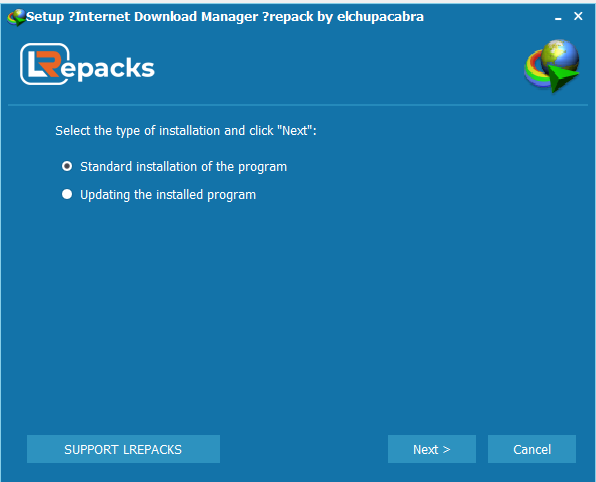 Setup ?Internet Download Manager ?repack by elchupacabra
LRepacks
Select the type of installation and click "Next":
Standard installation of the program
Updating the installed program
SUPPORT LREPACKS
Next >
Cancel